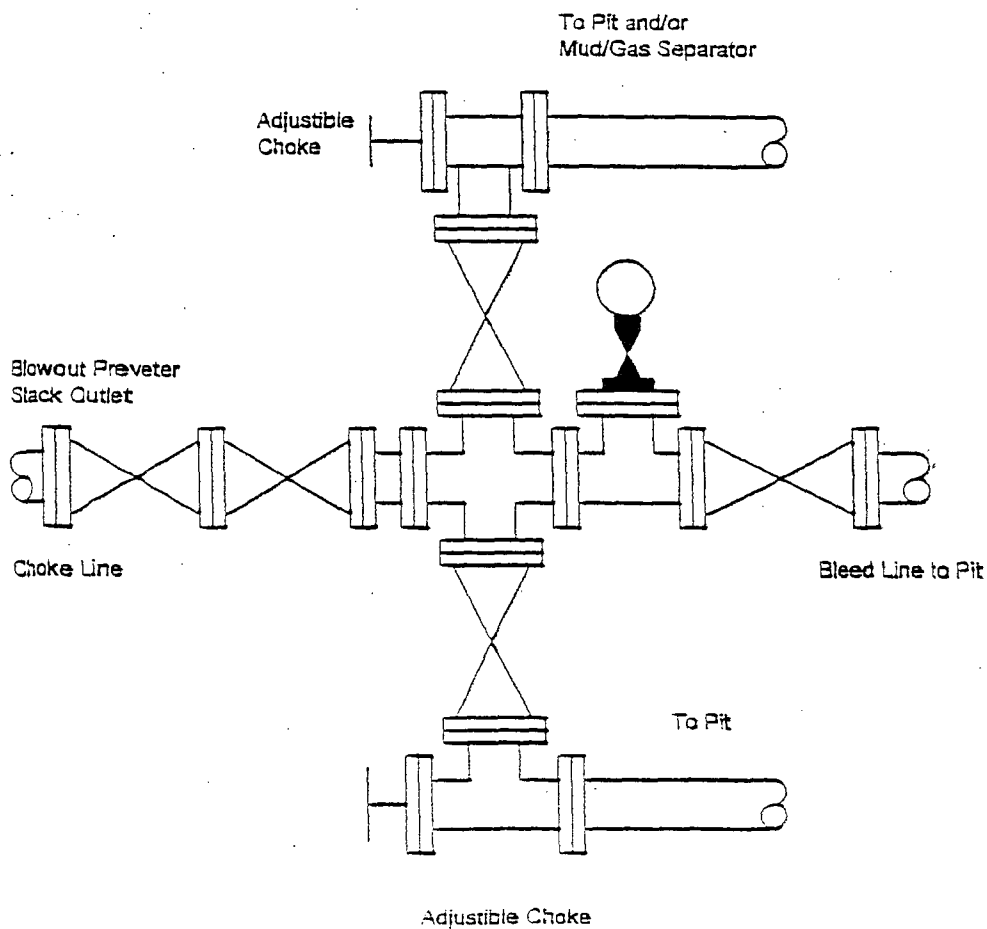 To Pit and/or
Mud/Gas Separator
Adjustible
Choke
Blowout Preveter
Stack Outlet
Choke Line
Bleed Line to Pit
To Pit
Adjustible Choke